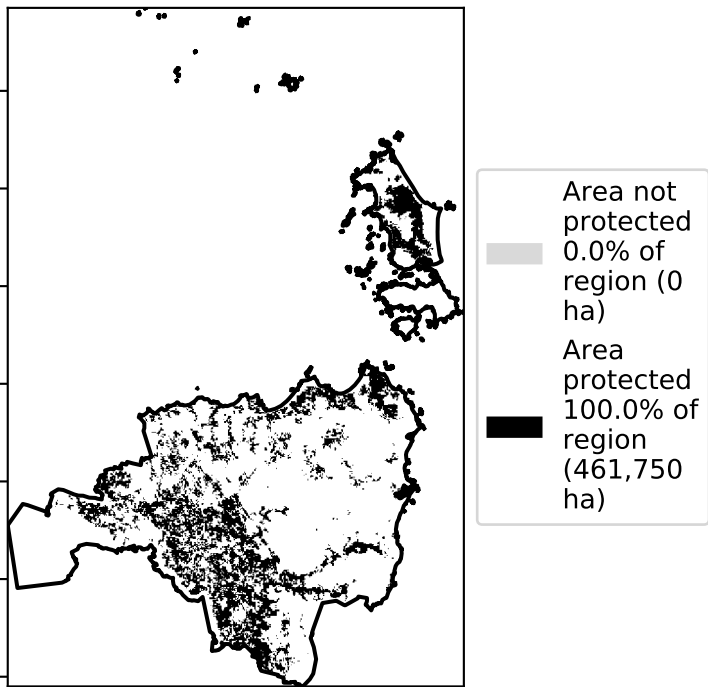 Area not
protected
0.0% of
region (0
ha)
Area
protected
100.0% of
region
(461,750
ha)